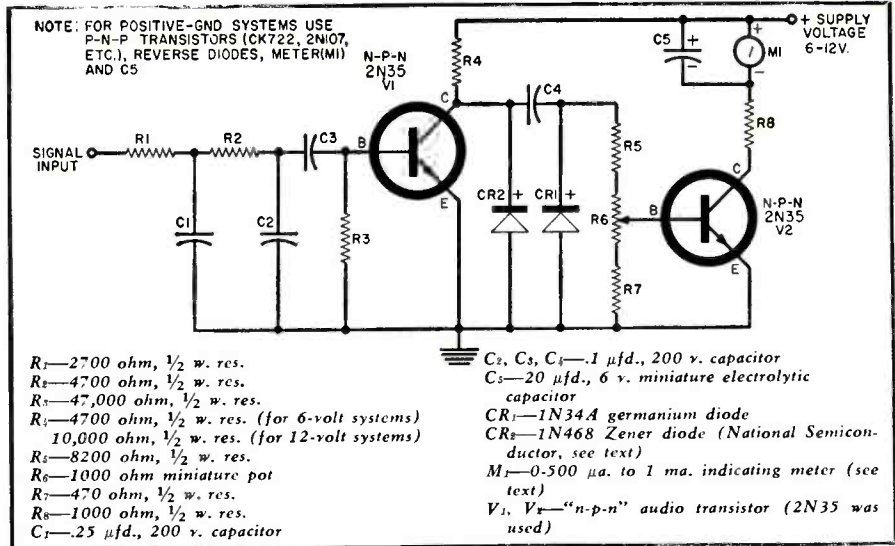 NOTE: FOR POSITIVE-GND SYSTEMS USE
P-N-P TRANSISTORS (CK722, 2N107,
ETC.), REVERSE DIODES, METER(M1)
AND C5
N-P-N
2N35
V1
R4
C5
+
−
+
M1
−
+ SUPPLY
VOLTAGE
6-12V.
SIGNAL
INPUT
R1
R2
C3
B
C
E
C4
R8
C1
C2
R3
CR2 +
CR1 +
R5
R6
R7
B
C
E
N-P-N
2N35
V2
R1—2700 ohm, 1/2 w. res.
R2—4700 ohm, 1/2 w. res.
R3—47,000 ohm, 1/2 w. res.
R4—4700 ohm, 1/2 w. res. (for 6-volt systems)
10,000 ohm, 1/2 w. res. (for 12-volt systems)
R5—8200 ohm, 1/2 w. res.
R6—1000 ohm miniature pot
R7—470 ohm, 1/2 w. res.
R8—1000 ohm, 1/2 w. res.
C1—.25 µfd., 200 v. capacitor
C2, C3, C4—.1 µfd., 200 v. capacitor
C5—20 µfd., 6 v. miniature electrolytic
capacitor
CR1—1N34A germanium diode
CR2—1N468 Zener diode (National Semicon-
ductor, see text)
M1—0-500 µa. to 1 ma. indicating meter (see
text)
V1, V2—"n-p-n" audio transistor (2N35 was
used)